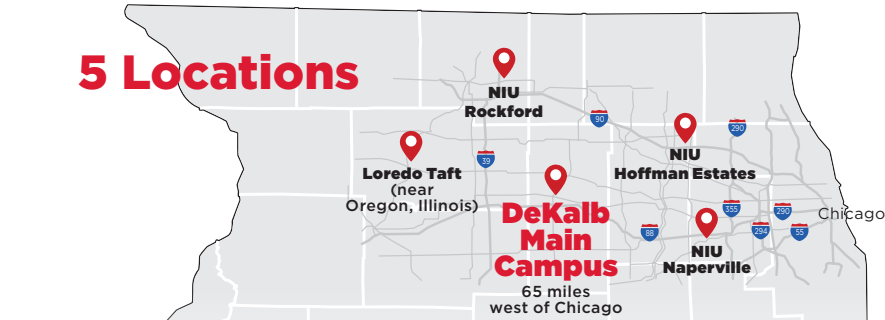 5 Locations
NIU
Rockford
90
290
NIU
Hoffman Estates
39
Loredo Taft
(near
Oregon, Illinois)
DeKalb
Main
Campus
65 miles
west of Chicago
88
355
290
Chicago
294
55
NIU
Naperville